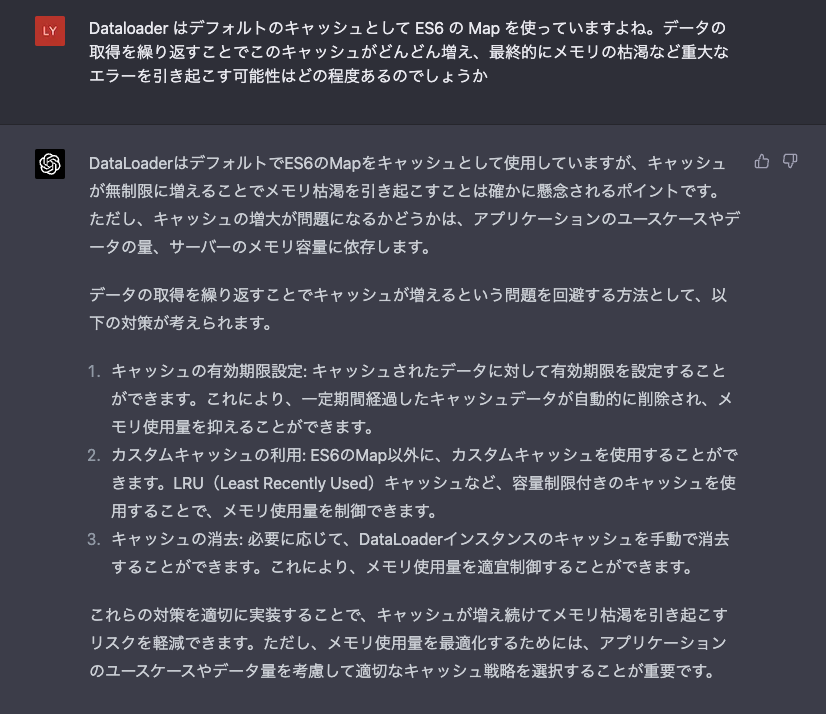 LY
Dataloader はデフォルトのキャッシュとして ES6 の Map を使っていますよね。データの
取得を繰り返すことでこのキャッシュがどんどん増え、最終的にメモリの枯渇など重大な
エラーを引き起こす可能性はどの程度あるのでしょうか
DataLoaderはデフォルトでES6のMapをキャッシュとして使用していますが、キャッシュ
が無制限に増えることでメモリ枯渇を引き起こすことは確かに懸念されるポイントです。
ただし、キャッシュの増大が問題になるかどうかは、アプリケーションのユースケースやデ
ータの量、サーバーのメモリ容量に依存します。
データの取得を繰り返すことでキャッシュが増えるという問題を回避する方法として、以
下の対策が考えられます。
1. キャッシュの有効期限設定: キャッシュされたデータに対して有効期限を設定すること
ができます。これにより、一定期間経過したキャッシュデータが自動的に削除され、メ
モリ使用量を抑えることができます。
2. カスタムキャッシュの利用: ES6のMap以外に、カスタムキャッシュを使用することがで
きます。LRU（Least Recently Used）キャッシュなど、容量制限付きのキャッシュを使
用することで、メモリ使用量を制御できます。
3. キャッシュの消去: 必要に応じて、DataLoaderインスタンスのキャッシュを手動で消去
することができます。これにより、メモリ使用量を適宜制御することができます。
これらの対策を適切に実装することで、キャッシュが増え続けてメモリ枯渇を引き起こす
リスクを軽減できます。ただし、メモリ使用量を最適化するためには、アプリケーション
のユースケースやデータ量を考慮して適切なキャッシュ戦略を選択することが重要です。